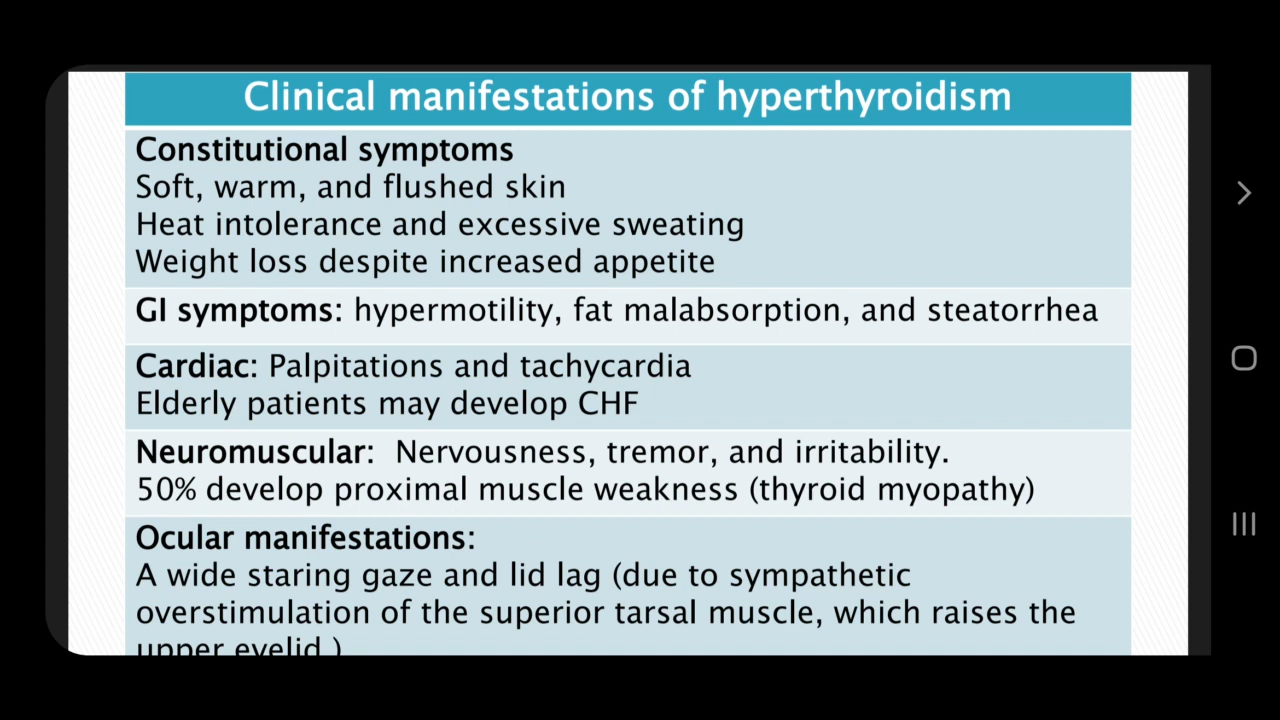 Clinical manifestations of hyperthyroidism
Constitutional symptoms
Soft, warm, and flushed skin
Heat intolerance and excessive sweating
Weight loss despite increased appetite
GI symptoms: hypermotility, fat malabsorption, and steatorrhea
Cardiac: Palpitations and tachycardia
Elderly patients may develop CHF
Neuromuscular: Nervousness, tremor, and irritability.
50% develop proximal muscle weakness (thyroid myopathy)
Ocular manifestations:
A wide staring gaze and lid lag (due to sympathetic
overstimulation of the superior tarsal muscle, which raises the
upper eyelid.)